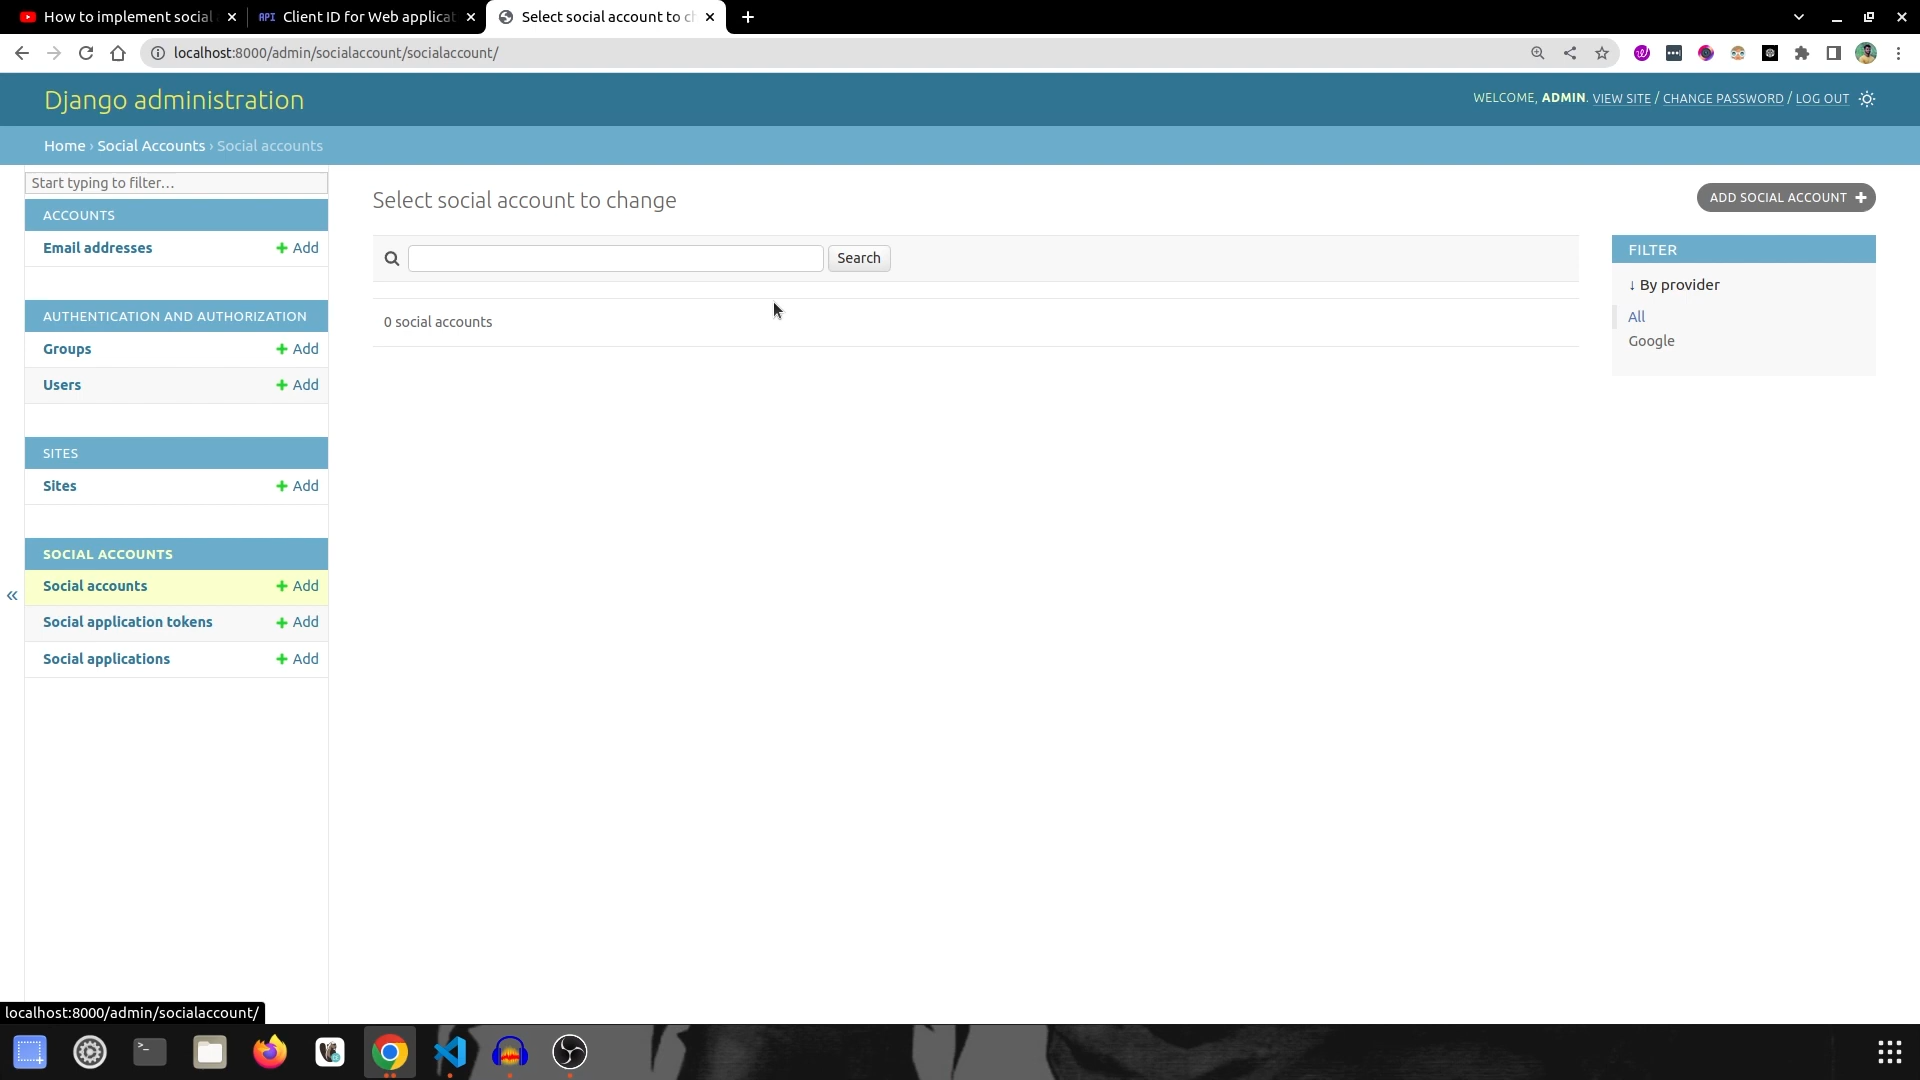 How to implement social
API Client ID for Web applicat
Select social account to ch
localhost:8000/admin/socialaccount/socialaccount/
Django administration
WELCOME, ADMIN. VIEW SITE / CHANGE PASSWORD / LOG OUT
Home › Social Accounts › Social accounts
Start typing to filter…
ACCOUNTS
Email addresses
Add
AUTHENTICATION AND AUTHORIZATION
Groups
Add
Users
Add
SITES
Sites
Add
SOCIAL ACCOUNTS
Social accounts
Add
Social application tokens
Add
Social applications
Add
«
Select social account to change
ADD SOCIAL ACCOUNT
Search
0 social accounts
FILTER
↓ By provider
All
Google
localhost:8000/admin/socialaccount/